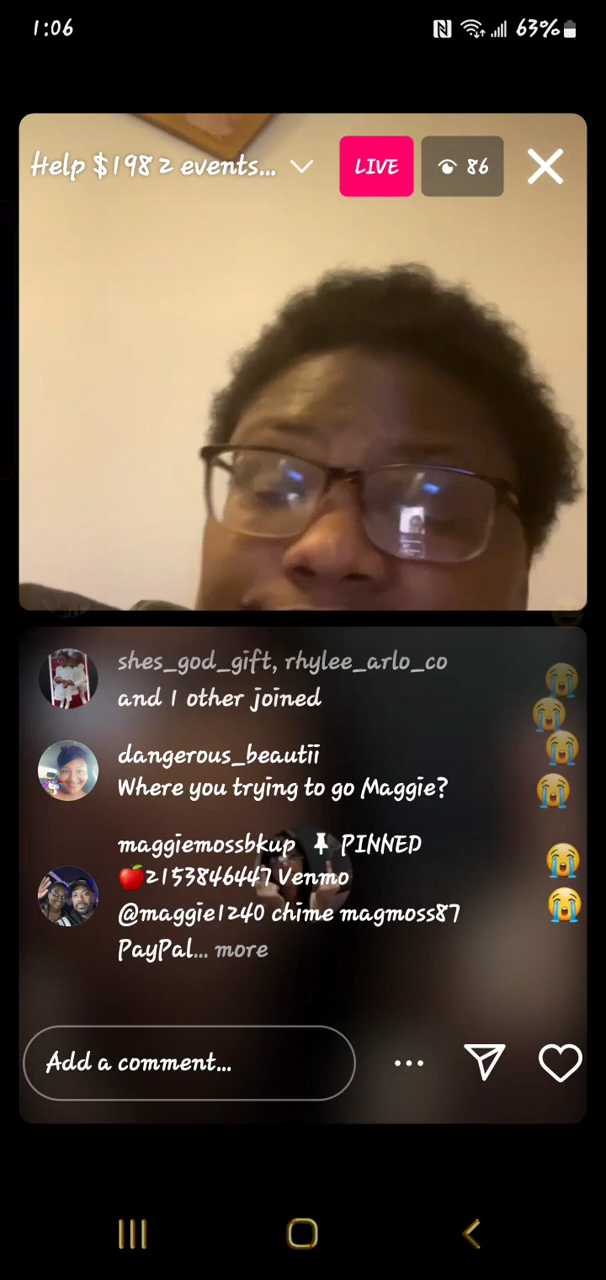 1:06 63%
Help $198 2 events... LIVE 86
shes_god_gift, rhylee_arlo_co
and 1 other joined
dangerous_beautii
Where you trying to go Maggie?
maggiemossbkup PINNED
🍎2153846447 Venmo
@maggie1240 chime magmoss87
PayPal... more
Add a comment...